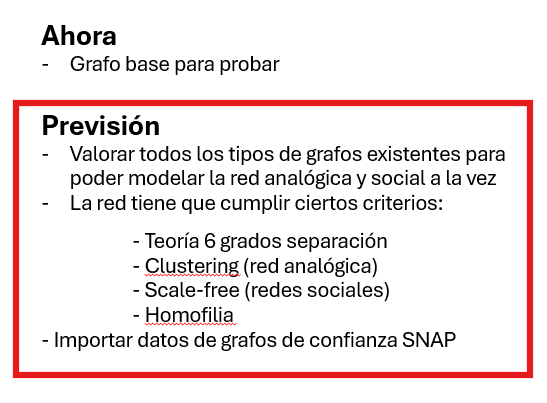 Ahora
- Grafo base para probar
Previsión
- Valorar todos los tipos de grafos existentes para
poder modelar la red analógica y social a la vez
- La red tiene que cumplir ciertos criterios:
- Teoría 6 grados separación
- Clustering (red analógica)
- Scale-free (redes sociales)
- Homofilia
- Importar datos de grafos de confianza SNAP